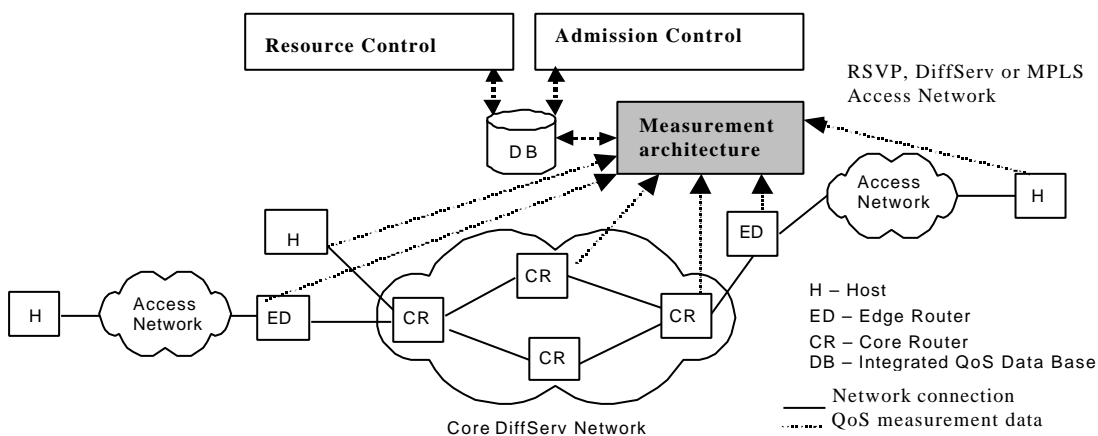 Resource Control
Admission Control
RSVP, DiffServ or MPLS
Access Network
DB
Measurement
architecture
Access
Network
H
H
ED
CR
H
Access
Network
ED
CR
CR
CR
H – Host
ED – Edge Router
CR – Core Router
DB – Integrated QoS Data Base
Network connection
QoS measurement data
Core DiffServ Network